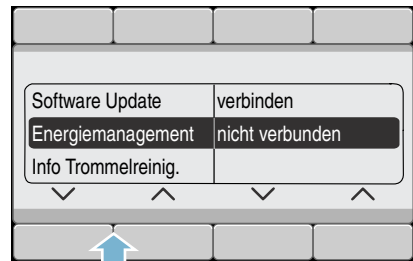 Software Update verbinden
Energiemanagement nicht verbunden
Info Trommelreinig.